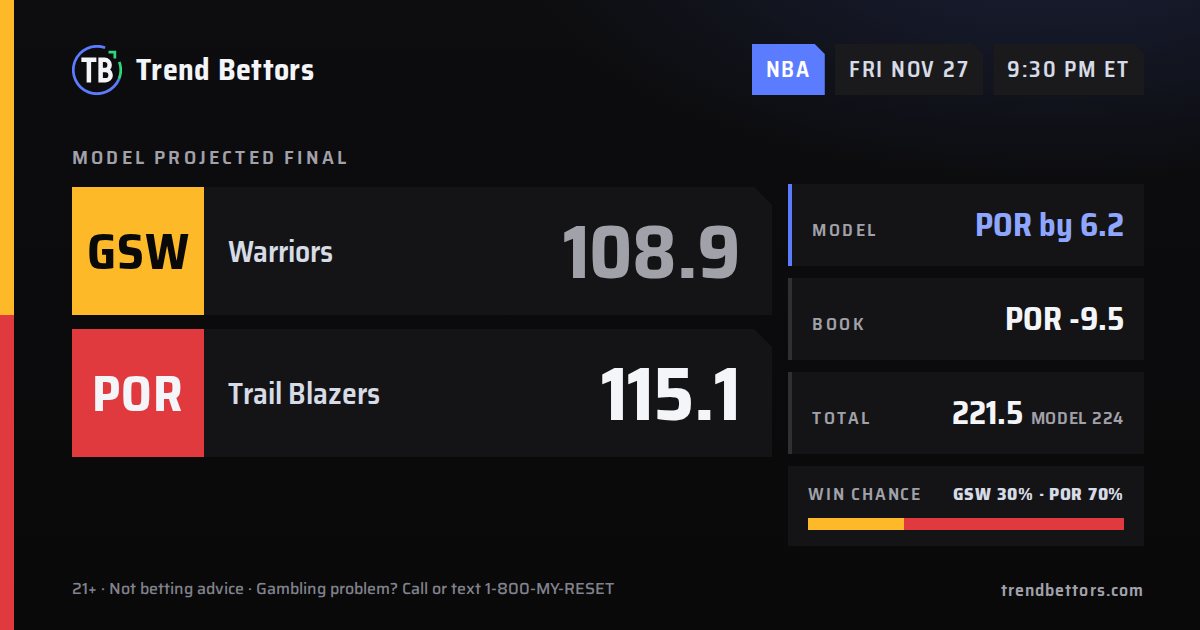 TB Trend Bettors
NBA FRI NOV 27 9:30 PM ET
MODEL PROJECTED FINAL
GSW Warriors 108.9
POR Trail Blazers 115.1
MODEL POR by 6.2
BOOK POR -9.5
TOTAL 221.5 MODEL 224
WIN CHANCE GSW 30% · POR 70%
21+ · Not betting advice · Gambling problem? Call or text 1-800-MY-RESET
trendbettors.com